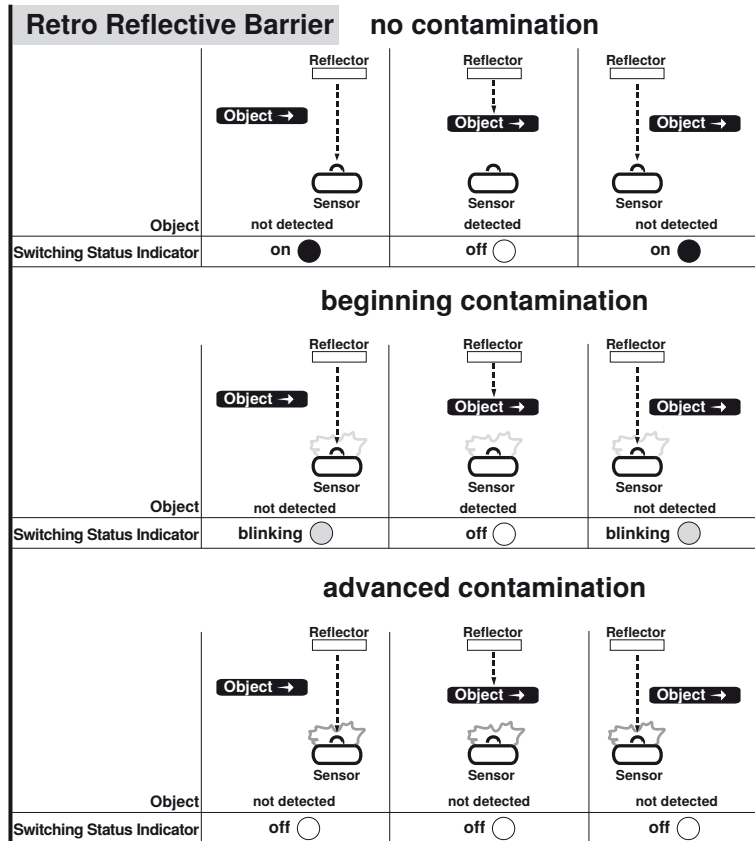 Retro Reflective Barrier no contamination
Reflector Reflector Reflector
Object → Object → Object →
Sensor Sensor Sensor
Object not detected detected not detected
Switching Status Indicator on off on
beginning contamination
Reflector Reflector Reflector
Object → Object → Object →
Sensor Sensor Sensor
Object not detected detected not detected
Switching Status Indicator blinking off blinking
advanced contamination
Reflector Reflector Reflector
Object → Object → Object →
Sensor Sensor Sensor
Object not detected not detected not detected
Switching Status Indicator off off off